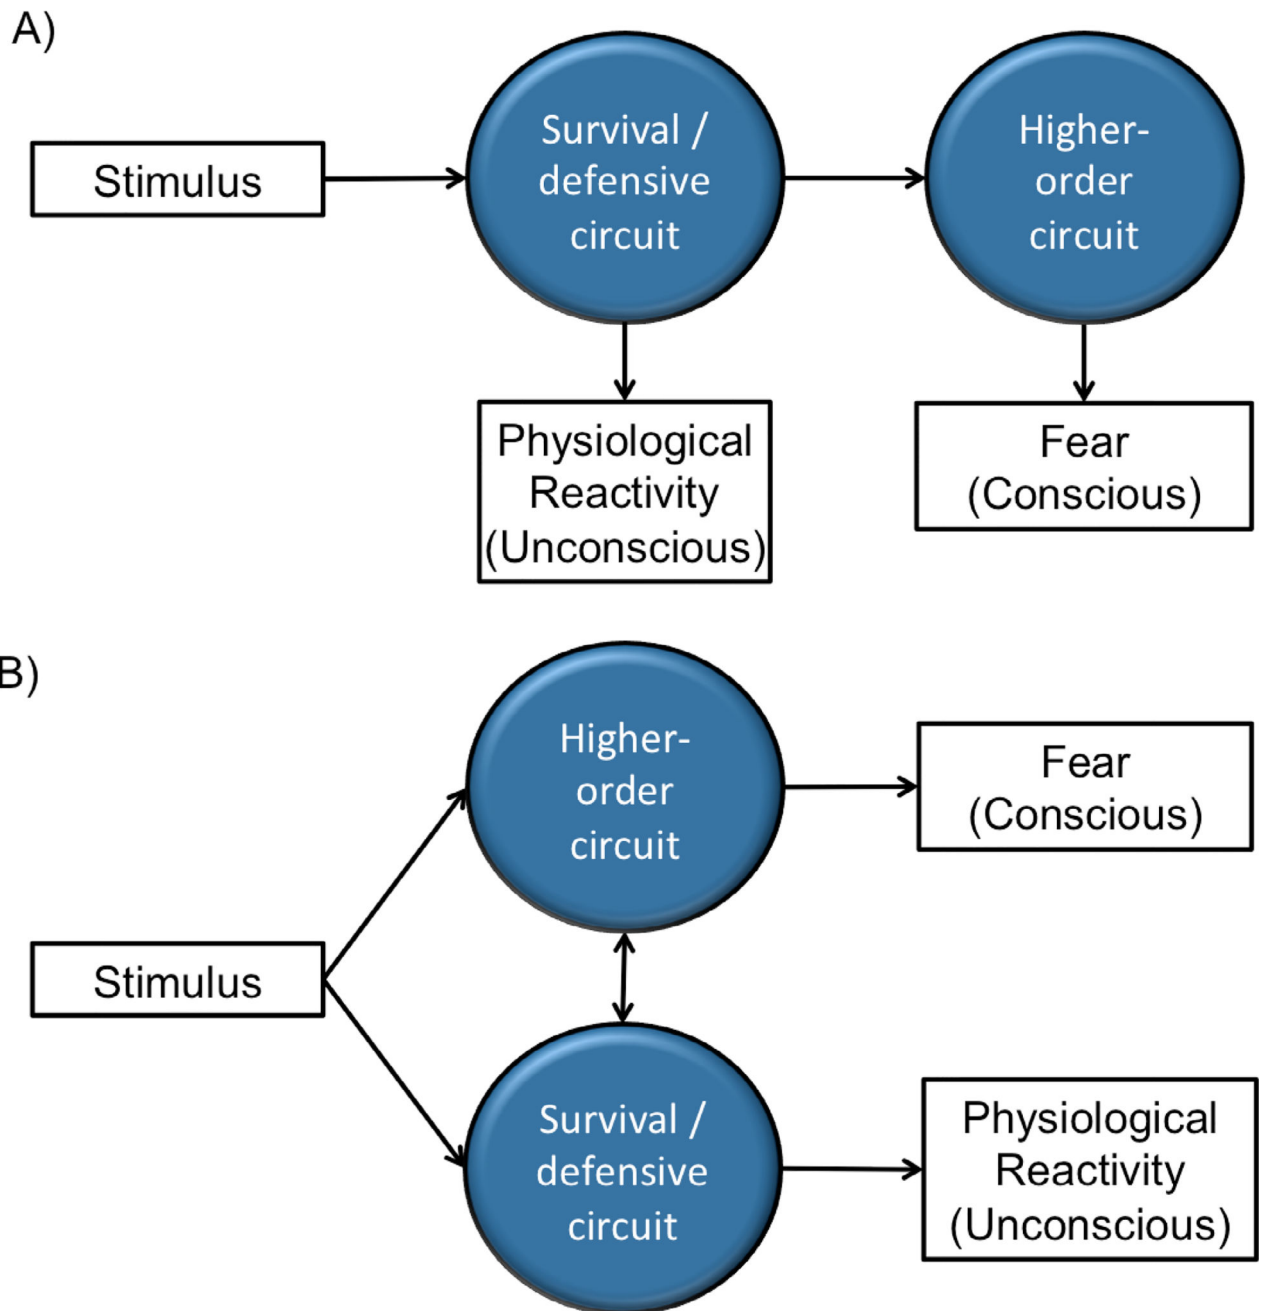 A)
Stimulus
Survival /
defensive
circuit
Higher-
order
circuit
Physiological
Reactivity
(Unconscious)
Fear
(Conscious)
B)
Higher-
order
circuit
Fear
(Conscious)
Stimulus
Survival /
defensive
circuit
Physiological
Reactivity
(Unconscious)